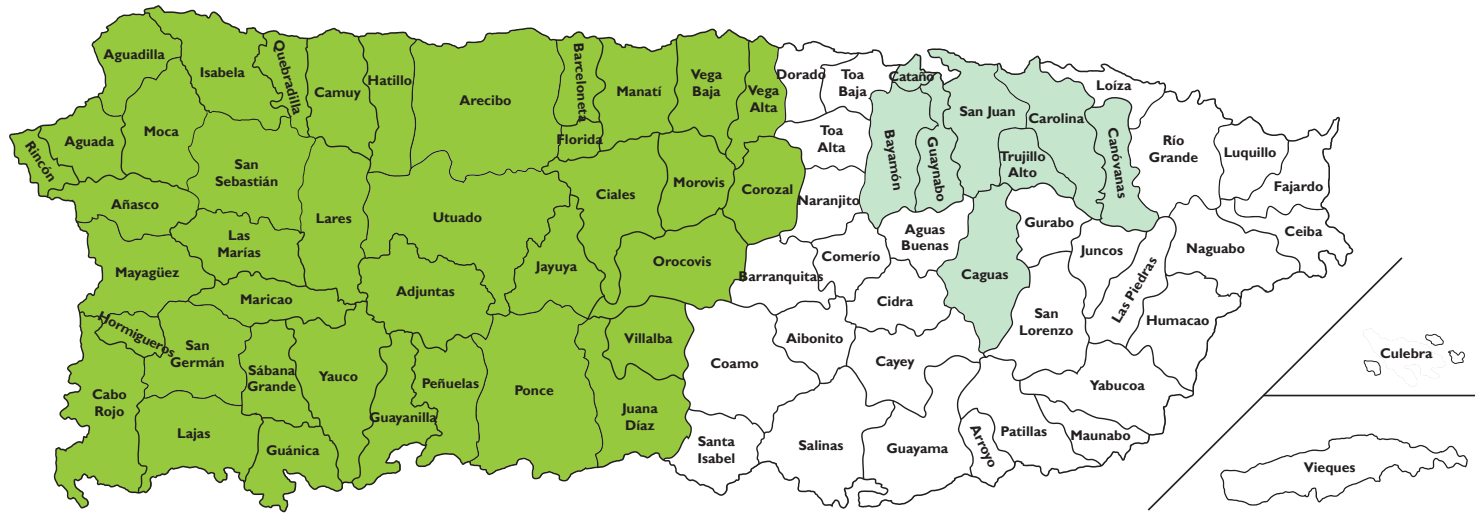 Aguadilla
Isabela
Quebradilla
Camuy
Hatillo
Arecibo
Barceloneta
Manatí
Vega
Baja
Vega
Alta
Dorado
Toa
Baja
Cataño
San Juan
Carolina
Loíza
Rincón
Aguada
Moca
San
Sebastián
Florida
Toa
Alta
Bayamón
Guaynabo
Trujillo
Alto
Canóvanas
Río
Grande
Luquillo
Fajardo
Añasco
Lares
Utuado
Ciales
Morovis
Corozal
Naranjito
Aguas
Buenas
Gurabo
Juncos
Naguabo
Ceiba
Mayagüez
Las
Marías
Maricao
Adjuntas
Jayuya
Orocovis
Barranquitas
Comerío
Cidra
Caguas
San
Lorenzo
Las Piedras
Humacao
Hormigueros
San
Germán
Sábana
Grande
Yauco
Guayanilla
Peñuelas
Ponce
Villalba
Juana
Díaz
Coamo
Aibonito
Cayey
Yabucoa
Culebra
Cabo
Rojo
Lajas
Guánica
Santa
Isabel
Salinas
Guayama
Arroyo
Patillas
Maunabo
Vieques